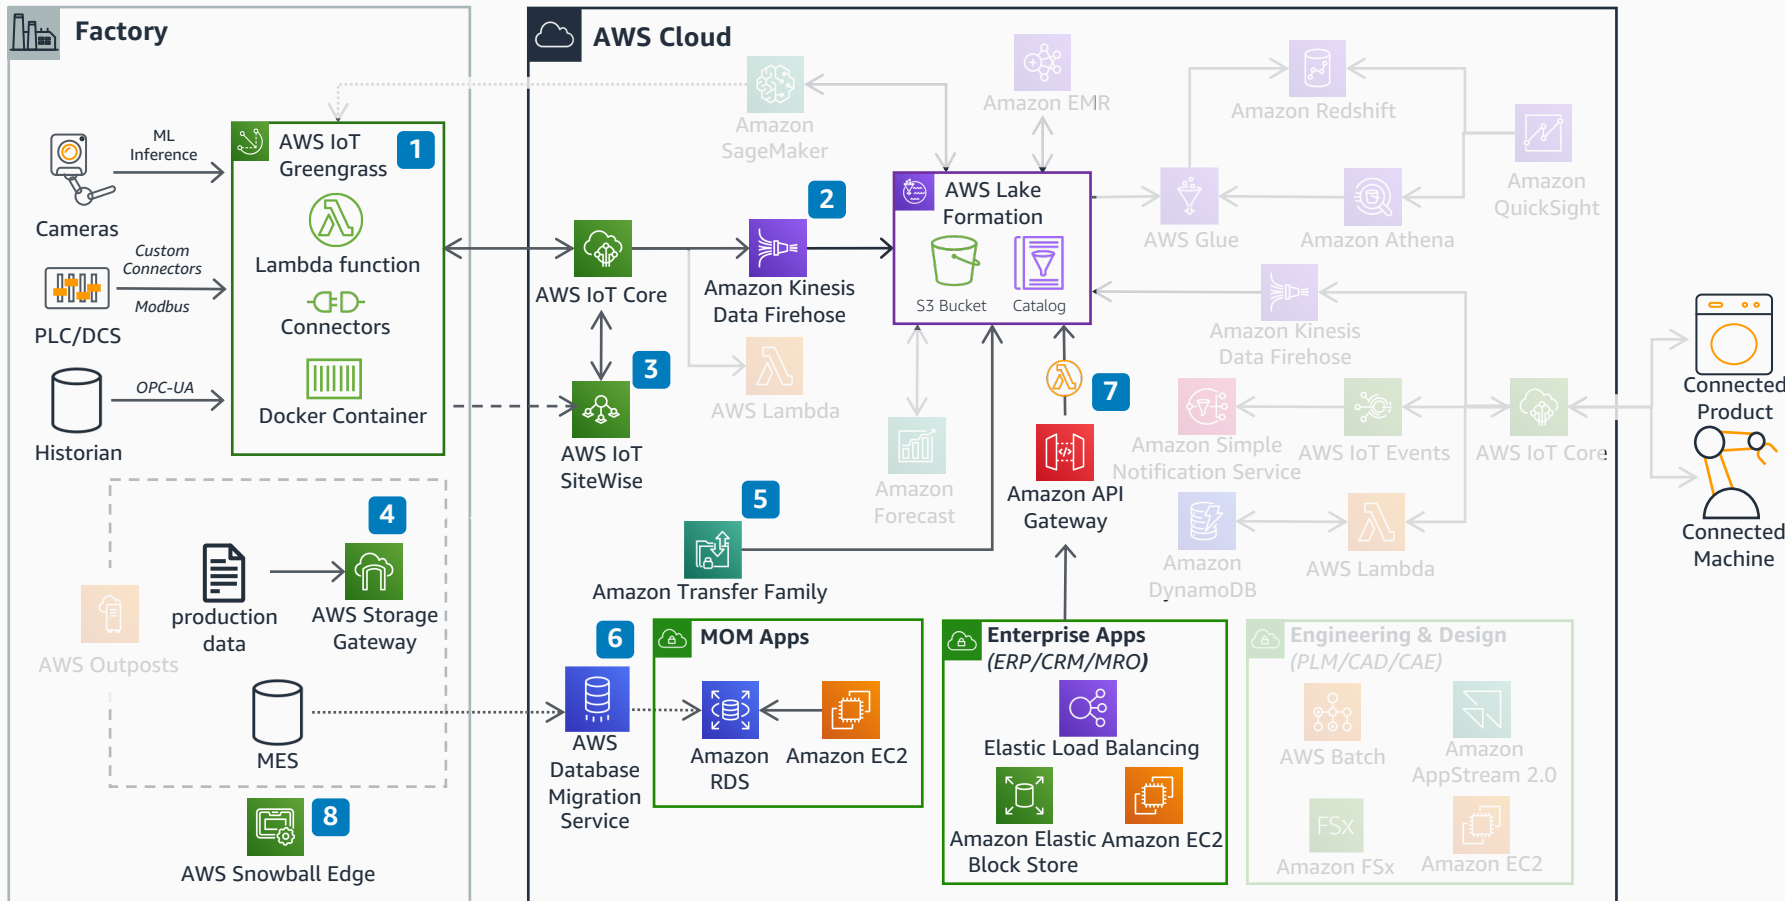 Factory
AWS Cloud
ML
Inference
Cameras
Custom
Connectors
Modbus
PLC/DCS
OPC-UA
Historian
AWS IoT
Greengrass
1
Lambda function
Connectors
Docker Container
Amazon
SageMaker
Amazon EMR
Amazon Redshift
Amazon
QuickSight
AWS Glue
Amazon Athena
AWS IoT Core
2
Amazon Kinesis
Data Firehose
AWS Lake
Formation
S3 Bucket
Catalog
3
AWS IoT
SiteWise
AWS Lambda
Amazon
Forecast
7
Amazon API
Gateway
Amazon Kinesis
Data Firehose
Amazon Simple
Notification Service
AWS IoT Events
AWS IoT Core
Amazon
DynamoDB
AWS Lambda
Connected
Product
Connected
Machine
4
production
data
AWS Storage
Gateway
AWS Outposts
MES
8
AWS Snowball Edge
5
Amazon Transfer Family
6
AWS
Database
Migration
Service
MOM Apps
Amazon
RDS
Amazon EC2
Enterprise Apps
(ERP/CRM/MRO)
Elastic Load Balancing
Amazon Elastic
Block Store
Amazon EC2
Engineering & Design
(PLM/CAD/CAE)
AWS Batch
Amazon
AppStream 2.0
FSx
Amazon FSx
Amazon EC2